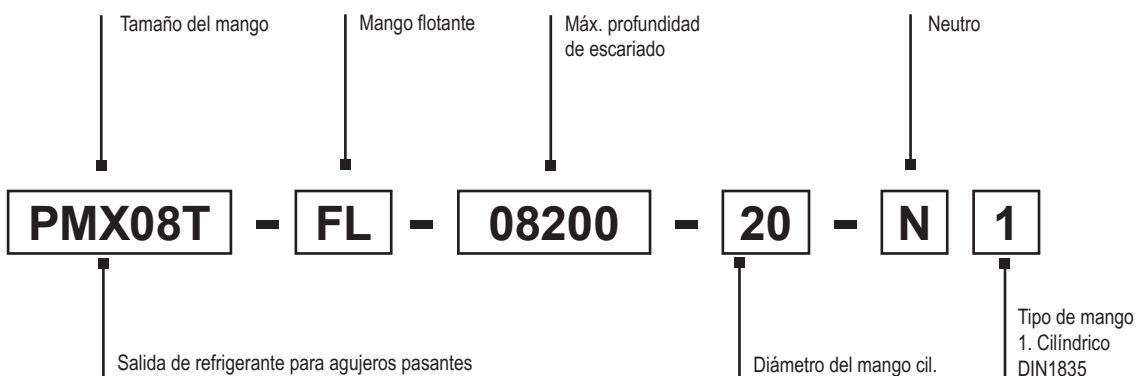 Tamaño del mango
Mango flotante
Máx. profundidad
de escariado
Neutro
PMX08T - FL - 08200 - 20 - N 1
Salida de refrigerante para agujeros pasantes
Diámetro del mango cil.
Tipo de mango
1. Cilíndrico
DIN1835